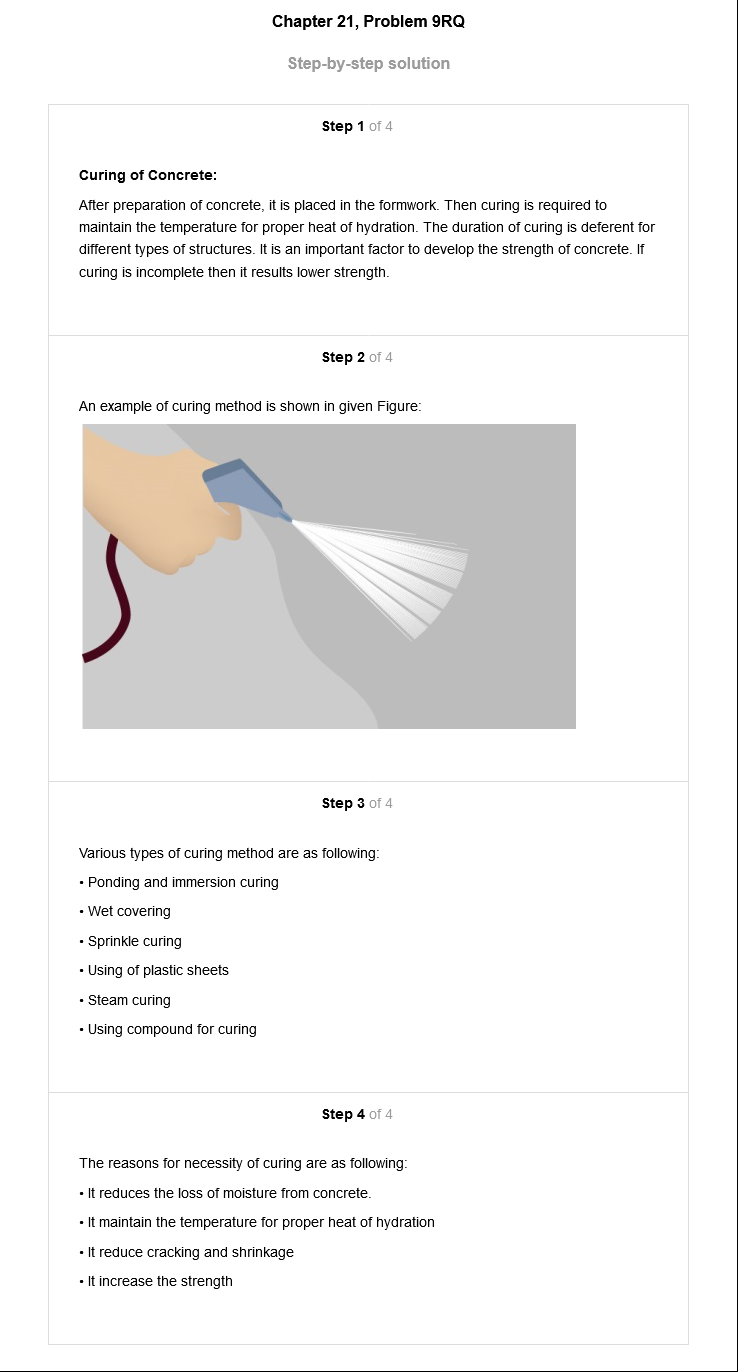 Chapter 21, Problem 9RQ
Step-by-step solution
Step 1 of 4
Curing of Concrete:
After preparation of concrete, it is placed in the formwork. Then curing is required to
maintain the temperature for proper heat of hydration. The duration of curing is deferent for
different types of structures. It is an important factor to develop the strength of concrete. If
curing is incomplete then it results lower strength.
Step 2 of 4
An example of curing method is shown in given Figure:
Step 3 of 4
Various types of curing method are as following:
• Ponding and immersion curing
• Wet covering
• Sprinkle curing
• Using of plastic sheets
• Steam curing
• Using compound for curing
Step 4 of 4
The reasons for necessity of curing are as following:
• It reduces the loss of moisture from concrete.
• It maintain the temperature for proper heat of hydration
• It reduce cracking and shrinkage
• It increase the strength